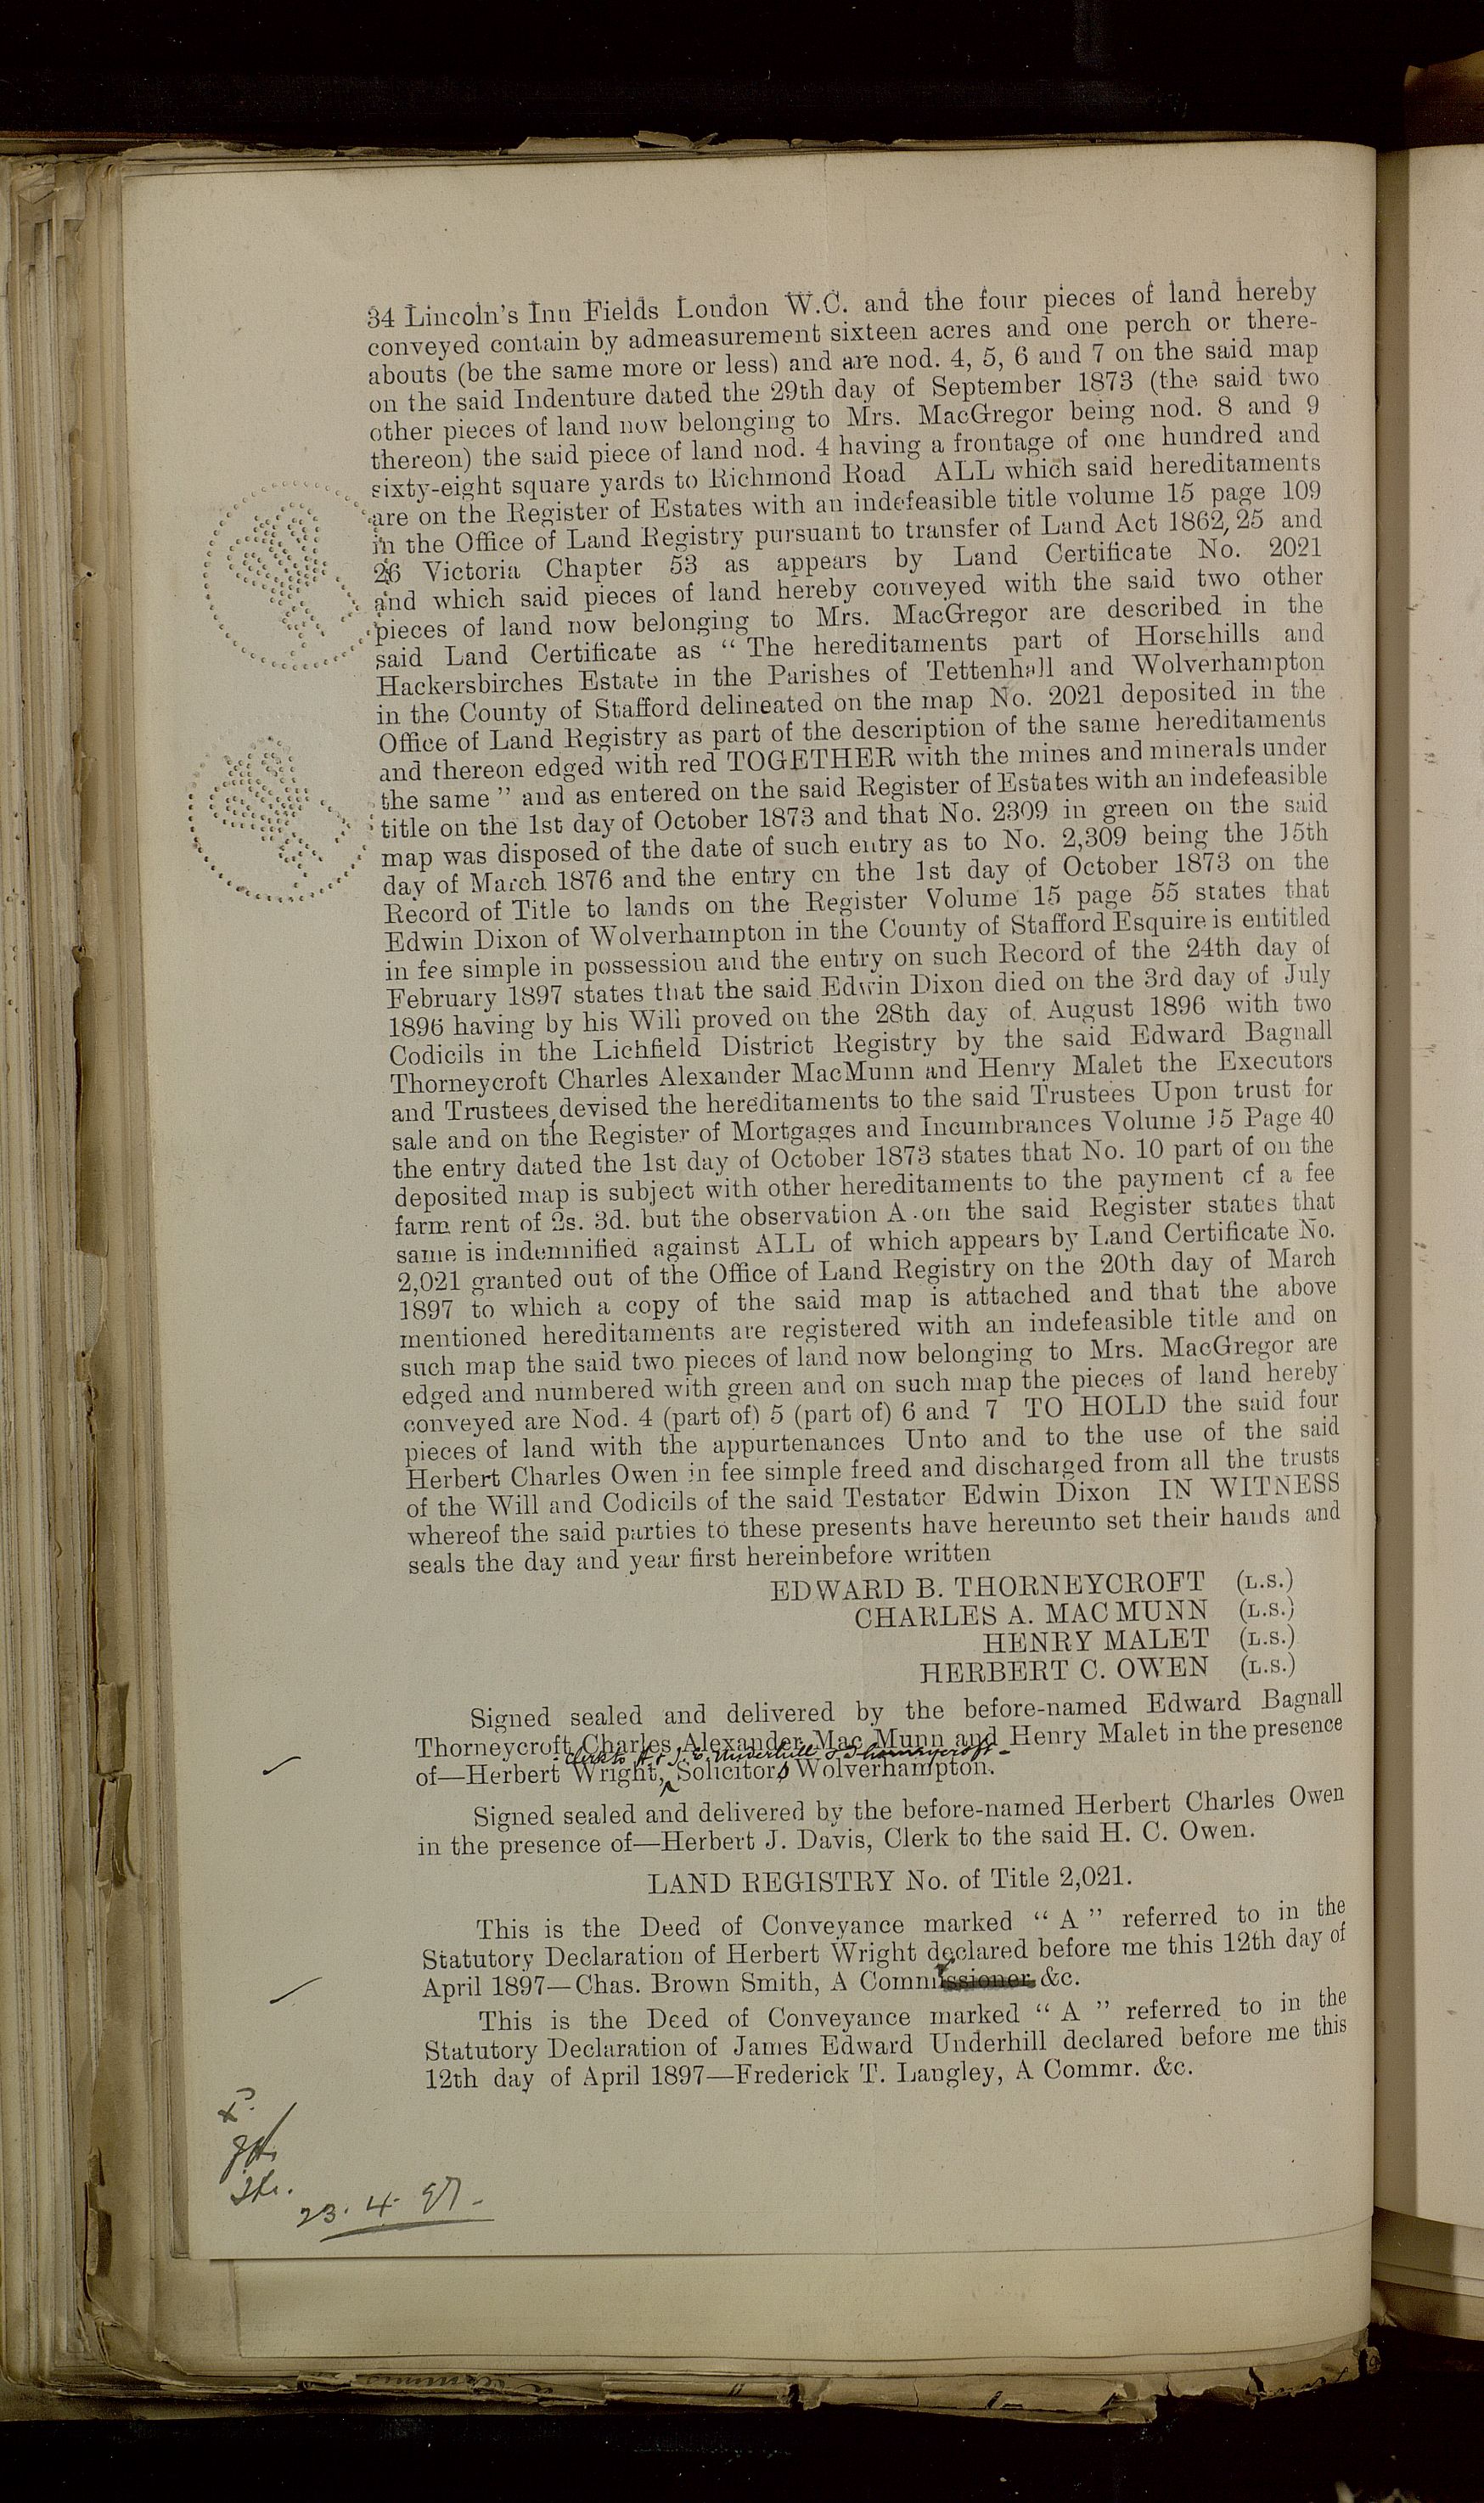 34 Lincoln's Inn Fields London W.C. and the four pieces of land hereby
conveyed contain by admeasurement sixteen acres and one perch or there-
abouts (be the same more or less) and are nod. 4, 5, 6 and 7 on the said map
on the said Indenture dated the 29th day of September 1873 (the said two
other pieces of land now belonging to Mrs. MacGregor being nod. 8 and 9
thereon) the said piece of land nod. 4 having a frontage of one hundred and
sixty-eight square yards to Richmond Road ALL which said hereditaments
are on the Register of Estates with an indefeasible title volume 15 page 109
in the Office of Land Registry pursuant to transfer of Land Act 1862, 25 and
26 Victoria Chapter 53 as appears by Land Certificate No. 2021
and which said pieces of land hereby conveyed with the said two other
pieces of land now belonging to Mrs. MacGregor are described in the
said Land Certificate as "The hereditaments part of Horsehills and
Hackersbirches Estate in the Parishes of Tettenhall and Wolverhampton
in the County of Stafford delineated on the map No. 2021 deposited in the
Office of Land Registry as part of the description of the same hereditaments
and thereon edged with red TOGETHER with the mines and minerals under
the same" and as entered on the said Register of Estates with an indefeasible
title on the 1st day of October 1873 and that No. 2309 in green on the said
map was disposed of the date of such entry as to No. 2,309 being the 15th
day of March 1876 and the entry on the 1st day of October 1873 on the
Record of Title to lands on the Register Volume 15 page 55 states that
Edwin Dixon of Wolverhampton in the County of Stafford Esquire is entitled
in fee simple in possession and the entry on such Record of the 24th day of
February 1897 states that the said Edwin Dixon died on the 3rd day of July
1896 having by his Will proved on the 28th day of August 1896 with two
Codicils in the Lichfield District Registry by the said Edward Bagnall
Thorneycroft Charles Alexander MacMunn and Henry Malet the Executors
and Trustees, devised the hereditaments to the said Trustees Upon trust for
sale and on the Register of Mortgages and Incumbrances Volume 15 Page 40
the entry dated the 1st day of October 1873 states that No. 10 part of on the
deposited map is subject with other hereditaments to the payment of a fee
farm rent of 2s. 3d. but the observation A on the said Register states that
same is indemnified against ALL of which appears by Land Certificate No.
2,021 granted out of the Office of Land Registry on the 20th day of March
1897 to which a copy of the said map is attached and that the above
mentioned hereditaments are registered with an indefeasible title and on
such map the said two pieces of land now belonging to Mrs. MacGregor are
edged and numbered with green and on such map the pieces of land hereby
conveyed are Nod. 4 (part of) 5 (part of) 6 and 7 TO HOLD the said four
pieces of land with the appurtenances Unto and to the use of the said
Herbert Charles Owen in fee simple freed and discharged from all the trusts
of the Will and Codicils of the said Testator Edwin Dixon IN WITNESS
whereof the said parties to these presents have hereunto set their hands and
seals the day and year first hereinbefore written
EDWARD B. THORNEYCROFT (L.S.)
CHARLES A. MAC MUNN (L.S.)
HENRY MALET (L.S.)
HERBERT C. OWEN (L.S.)
Signed sealed and delivered by the before-named Edward Bagnall
Thorneycroft Charles Alexander Mac Munn and Henry Malet in the presence
Clerk to A. & J. E. Underhill & Thorneycroft
of—Herbert Wright, Solicitors Wolverhampton.
Signed sealed and delivered by the before-named Herbert Charles Owen
in the presence of—Herbert J. Davis, Clerk to the said H. C. Owen.
LAND REGISTRY No. of Title 2,021.
This is the Deed of Conveyance marked "A" referred to in the
Statutory Declaration of Herbert Wright declared before me this 12th day of
April 1897—Chas. Brown Smith, A Commissioner &c.
This is the Deed of Conveyance marked "A" referred to in the
Statutory Declaration of James Edward Underhill declared before me this
12th day of April 1897—Frederick T. Langley, A Commr. &c.
23. 4. 97.